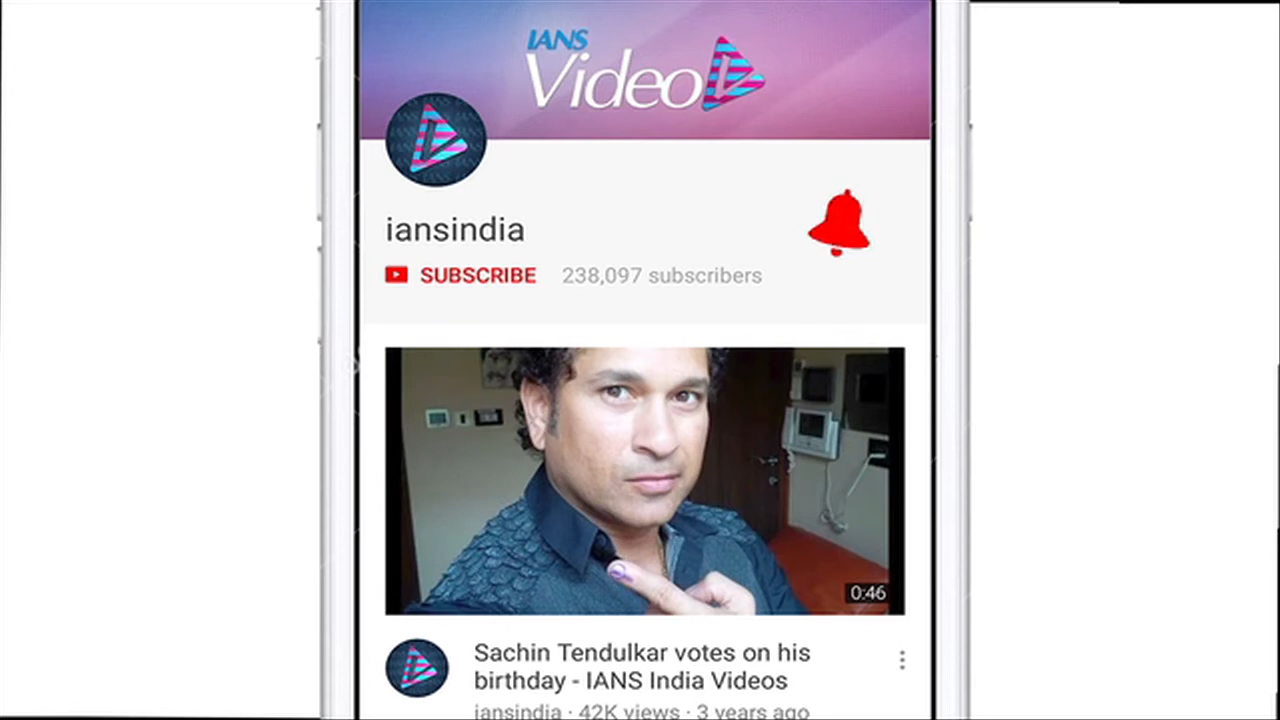 IANS
Video
iansindia
SUBSCRIBE 238,097 subscribers
0:46
Sachin Tendulkar votes on his
birthday - IANS India Videos
iansindia · 42K views · 3 years ago